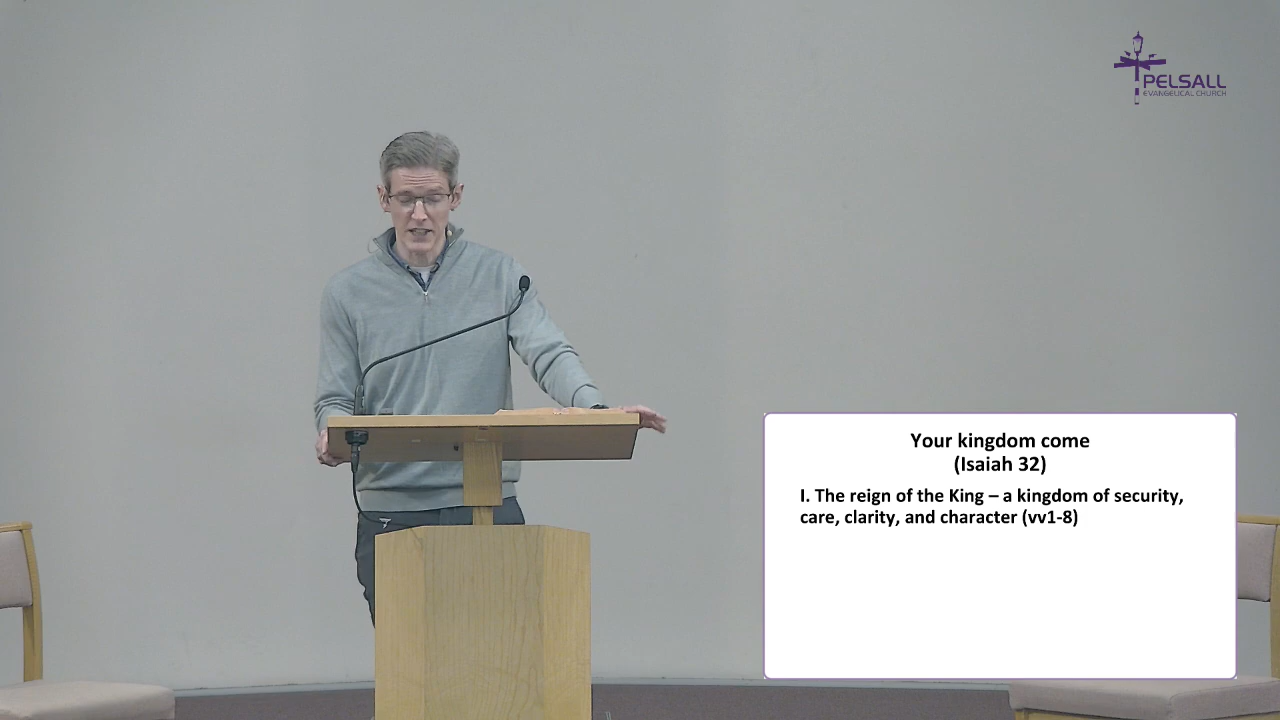 PELSALL
EVANGELICAL CHURCH
Your kingdom come
(Isaiah 32)
I. The reign of the King – a kingdom of security,
care, clarity, and character (vv1-8)